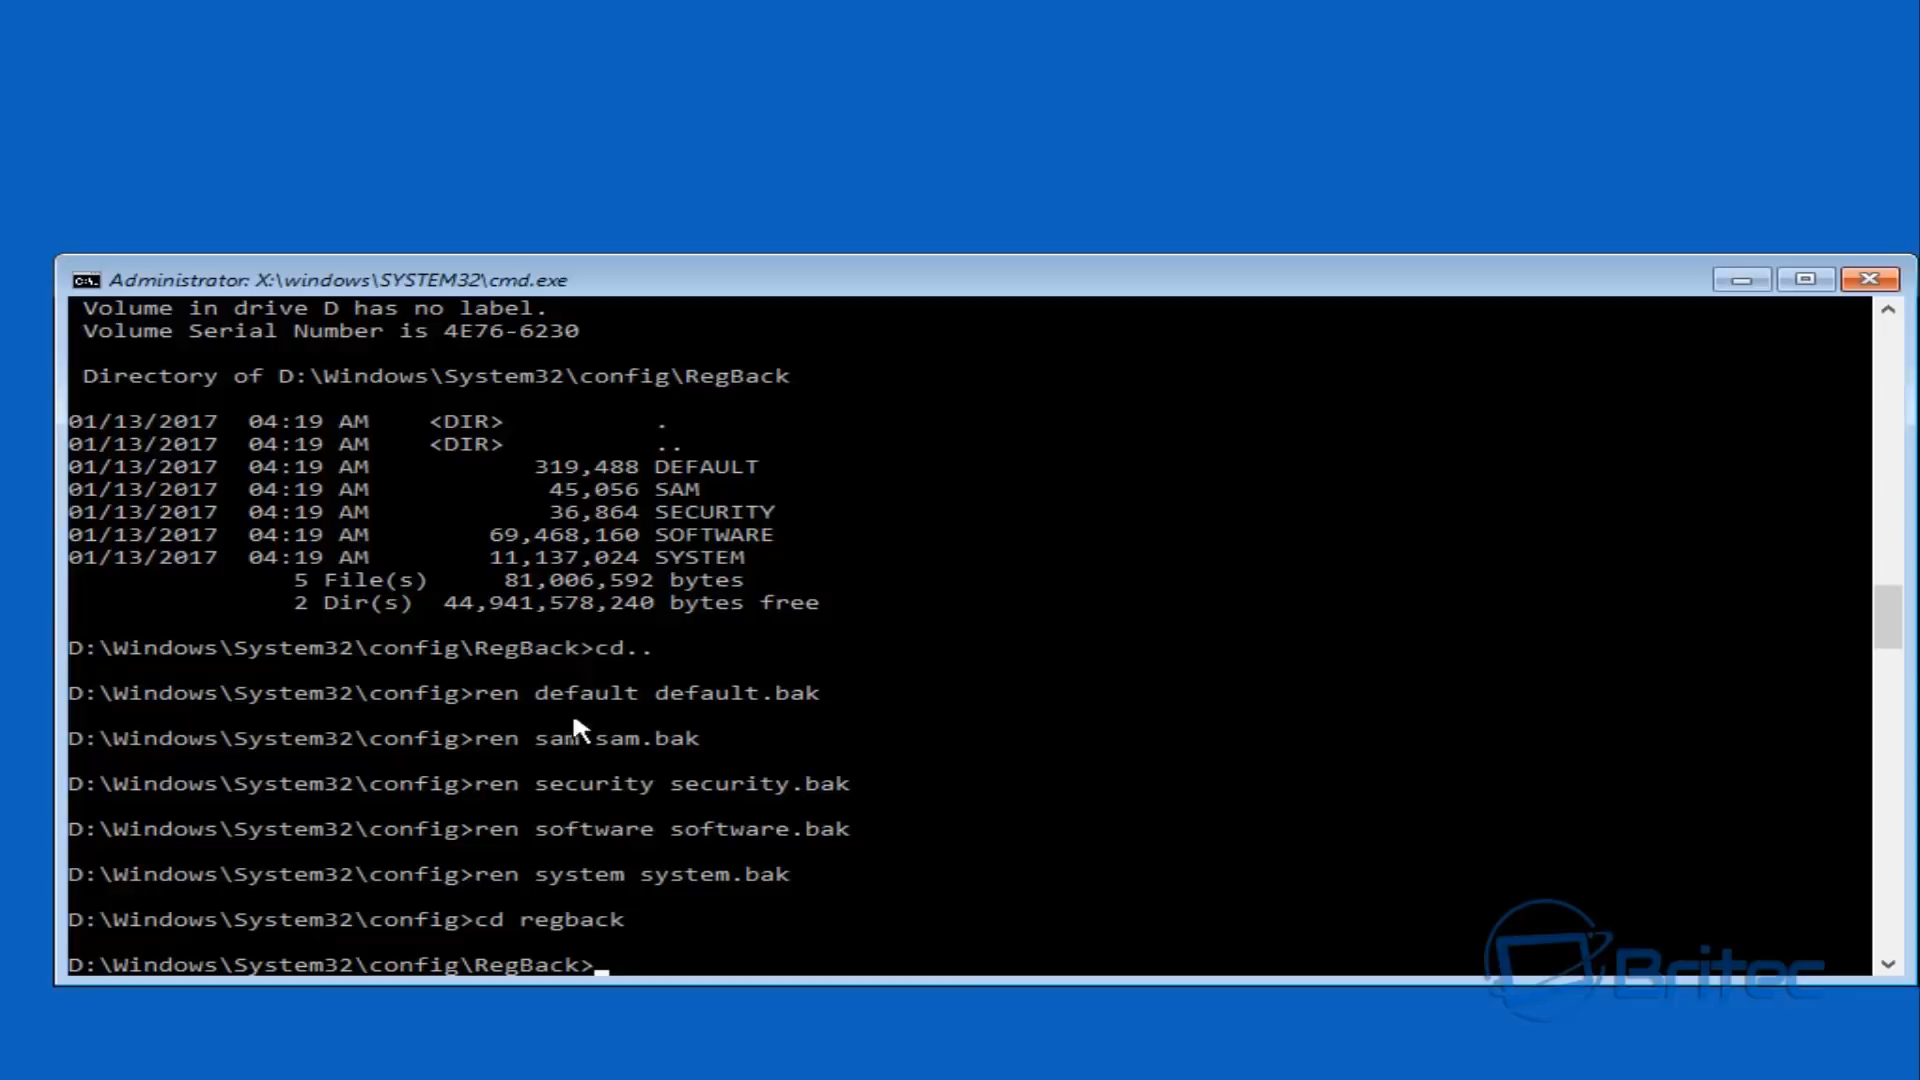 Administrator: X:\windows\SYSTEM32\cmd.exe
Volume in drive D has no label.
Volume Serial Number is 4E76-6230
Directory of D:\Windows\System32\config\RegBack
01/13/2017 04:19 AM <DIR> .
01/13/2017 04:19 AM <DIR> ..
01/13/2017 04:19 AM 319,488 DEFAULT
01/13/2017 04:19 AM 45,056 SAM
01/13/2017 04:19 AM 36,864 SECURITY
01/13/2017 04:19 AM 69,468,160 SOFTWARE
01/13/2017 04:19 AM 11,137,024 SYSTEM
5 File(s) 81,006,592 bytes
2 Dir(s) 44,941,578,240 bytes free
D:\Windows\System32\config\RegBack>cd..
D:\Windows\System32\config>ren default default.bak
D:\Windows\System32\config>ren sam sam.bak
D:\Windows\System32\config>ren security security.bak
D:\Windows\System32\config>ren software software.bak
D:\Windows\System32\config>ren system system.bak
D:\Windows\System32\config>cd regback
D:\Windows\System32\config\RegBack>
Britec